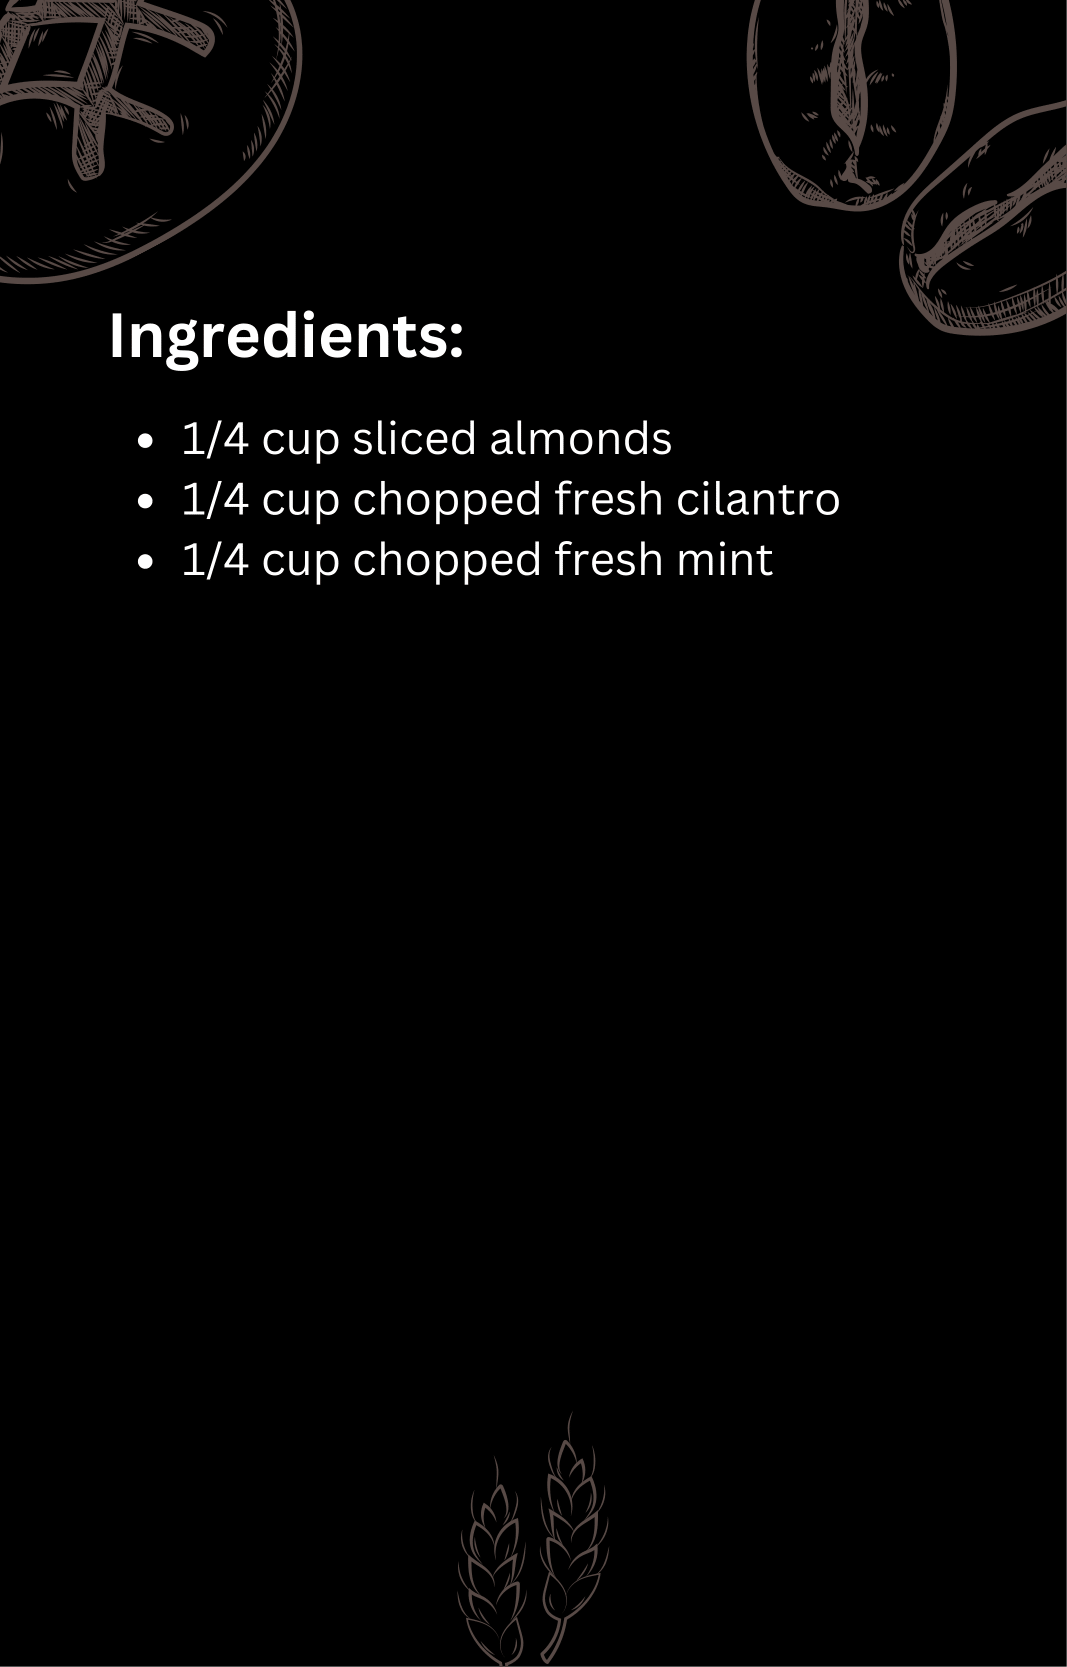 Ingredients:
• 1/4 cup sliced almonds
• 1/4 cup chopped fresh cilantro
• 1/4 cup chopped fresh mint